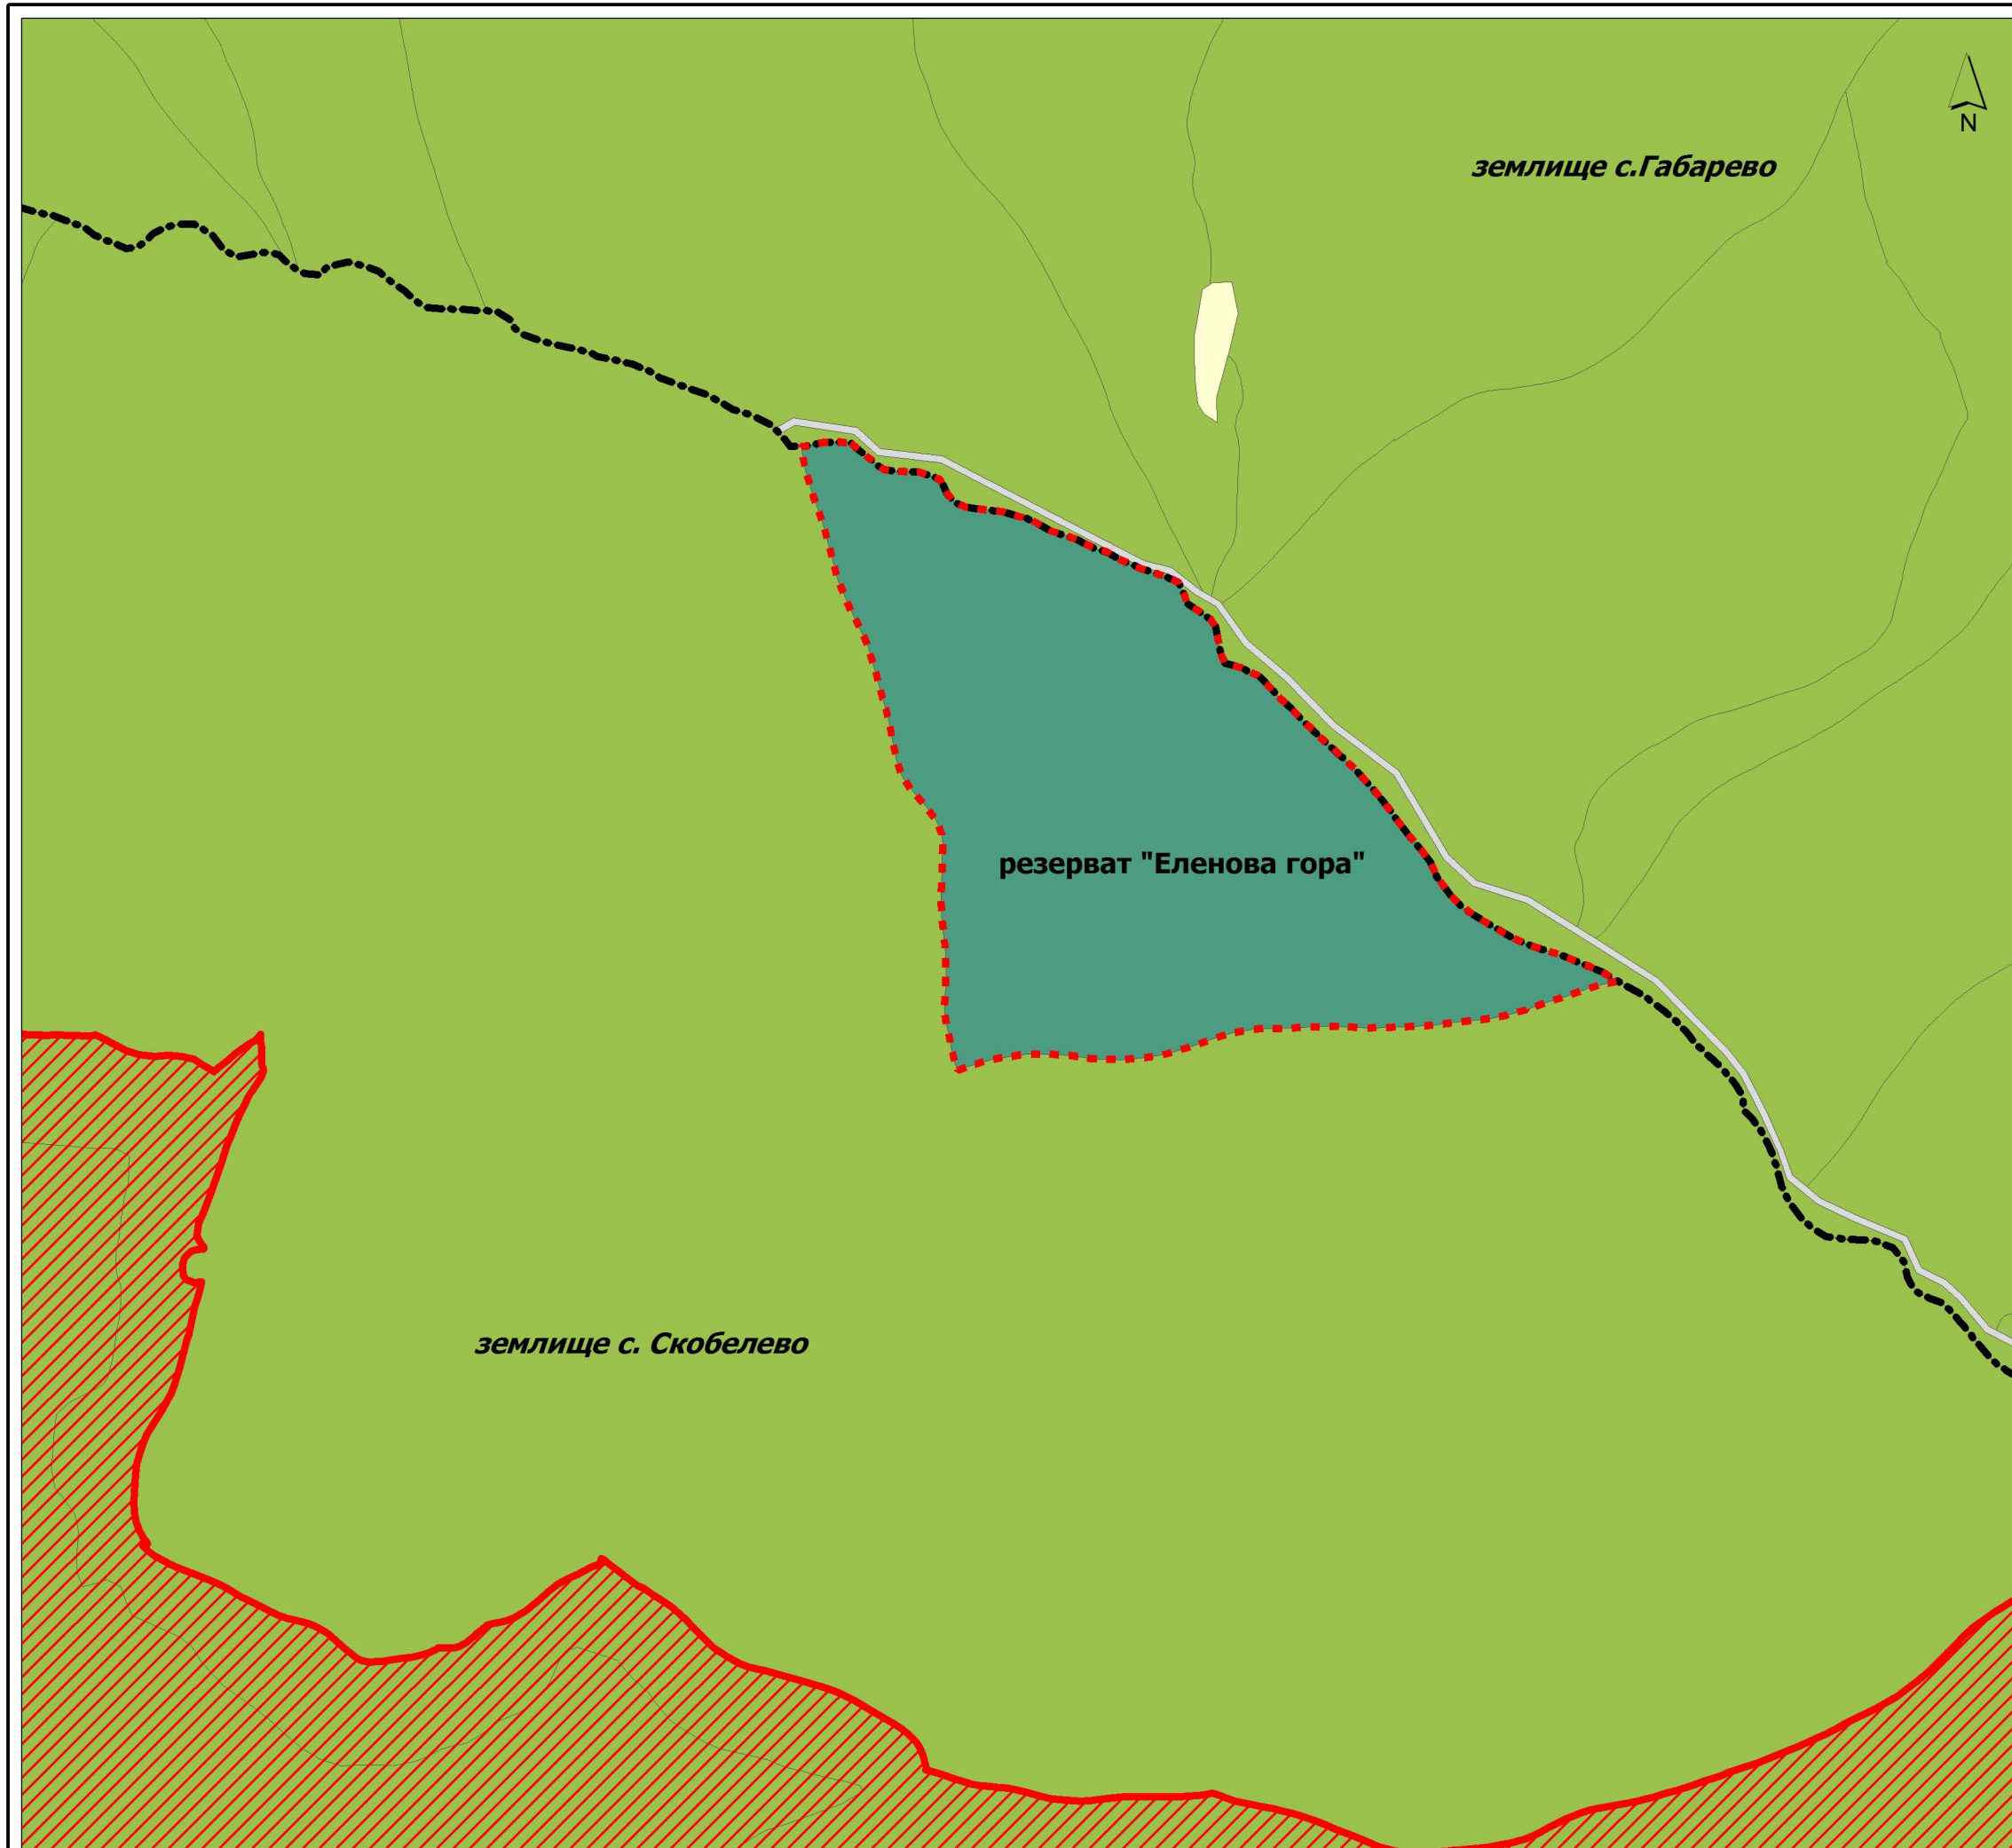 N
землище с.Габарево
резерват "Еленова гора"
землище с. Скобелево